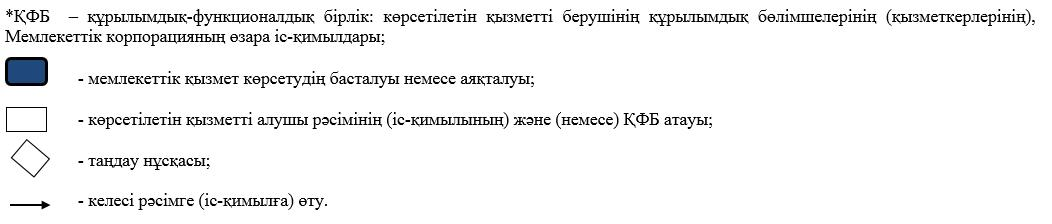 *ҚФБ – құрылымдық-функционалдық бірлік: көрсетілетін қызметті берушінің құрылымдық бөлімшелерінің (қызметкерлерінің),
Мемлекеттік корпорацияның өзара іс-қимылдары;
- мемлекеттік қызмет көрсетудің басталуы немесе аяқталуы;
- көрсетілетін қызметті алушы рәсімінің (іс-қимылының) және (немесе) ҚФБ атауы;
- таңдау нұсқасы;
- келесі рәсімге (іс-қимылға) өту.